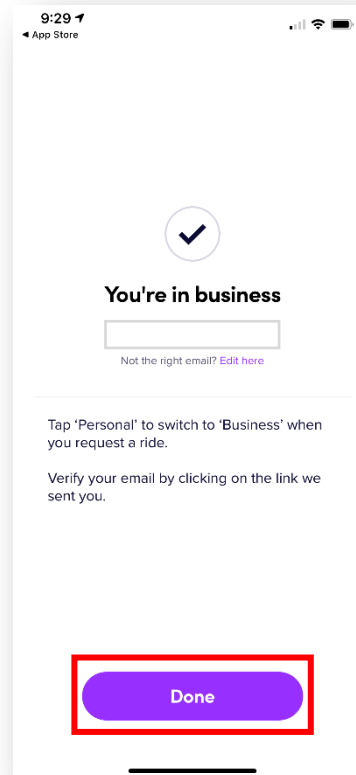 9:29
◀ App Store
You're in business
Not the right email? Edit here
Tap 'Personal' to switch to 'Business' when
you request a ride.
Verify your email by clicking on the link we
sent you.
Done